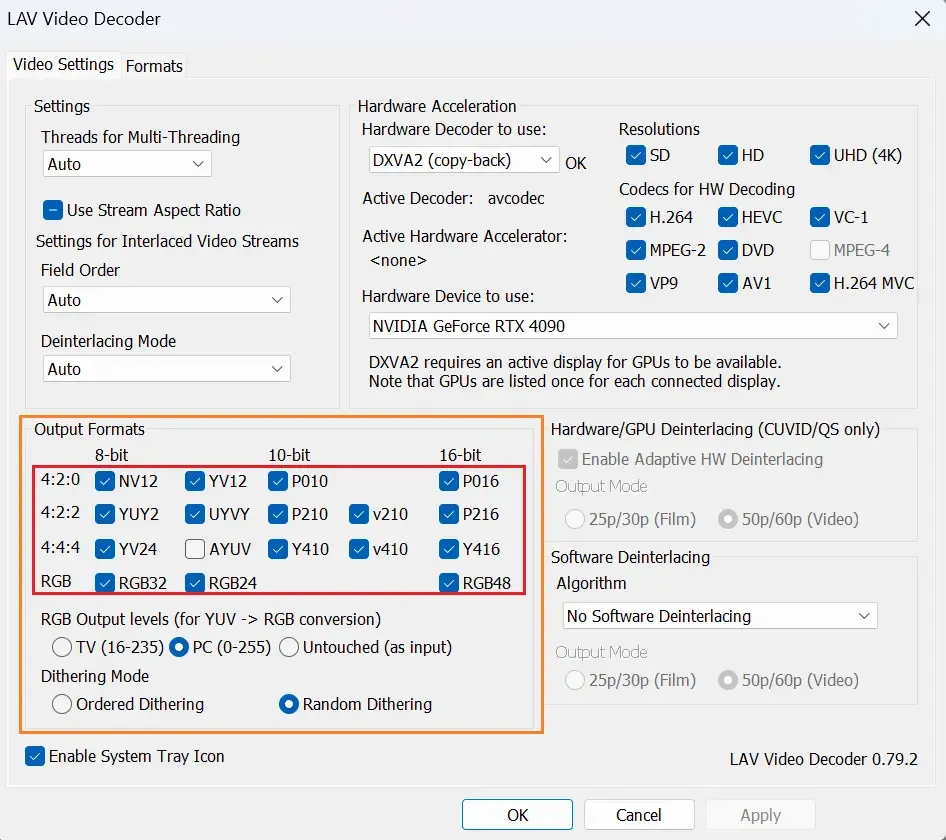 LAV Video Decoder
Video Settings
Formats
Settings
Threads for Multi-Threading
Auto
Use Stream Aspect Ratio
Settings for Interlaced Video Streams
Field Order
Auto
Deinterlacing Mode
Auto
Hardware Acceleration
Hardware Decoder to use:
DXVA2 (copy-back) OK
Active Decoder: avcodec
Active Hardware Accelerator:
<none>
Resolutions
SD HD UHD (4K)
Codecs for HW Decoding
H.264 HEVC VC-1
MPEG-2 DVD MPEG-4
VP9 AV1 H.264 MVC
Hardware Device to use:
NVIDIA GeForce RTX 4090
DXVA2 requires an active display for GPUs to be available.
Note that GPUs are listed once for each connected display.
Output Formats
8-bit 10-bit 16-bit
4:2:0 NV12 YV12 P010 P016
4:2:2 YUY2 UYVY P210 v210 P216
4:4:4 YV24 AYUV Y410 v410 Y416
RGB RGB32 RGB24 RGB48
RGB Output levels (for YUV -> RGB conversion)
TV (16-235) PC (0-255) Untouched (as input)
Dithering Mode
Ordered Dithering Random Dithering
Hardware/GPU Deinterlacing (CUVID/QS only)
Enable Adaptive HW Deinterlacing
Output Mode
25p/30p (Film) 50p/60p (Video)
Software Deinterlacing
Algorithm
No Software Deinterlacing
Output Mode
25p/30p (Film) 50p/60p (Video)
Enable System Tray Icon
LAV Video Decoder 0.79.2
OK Cancel Apply